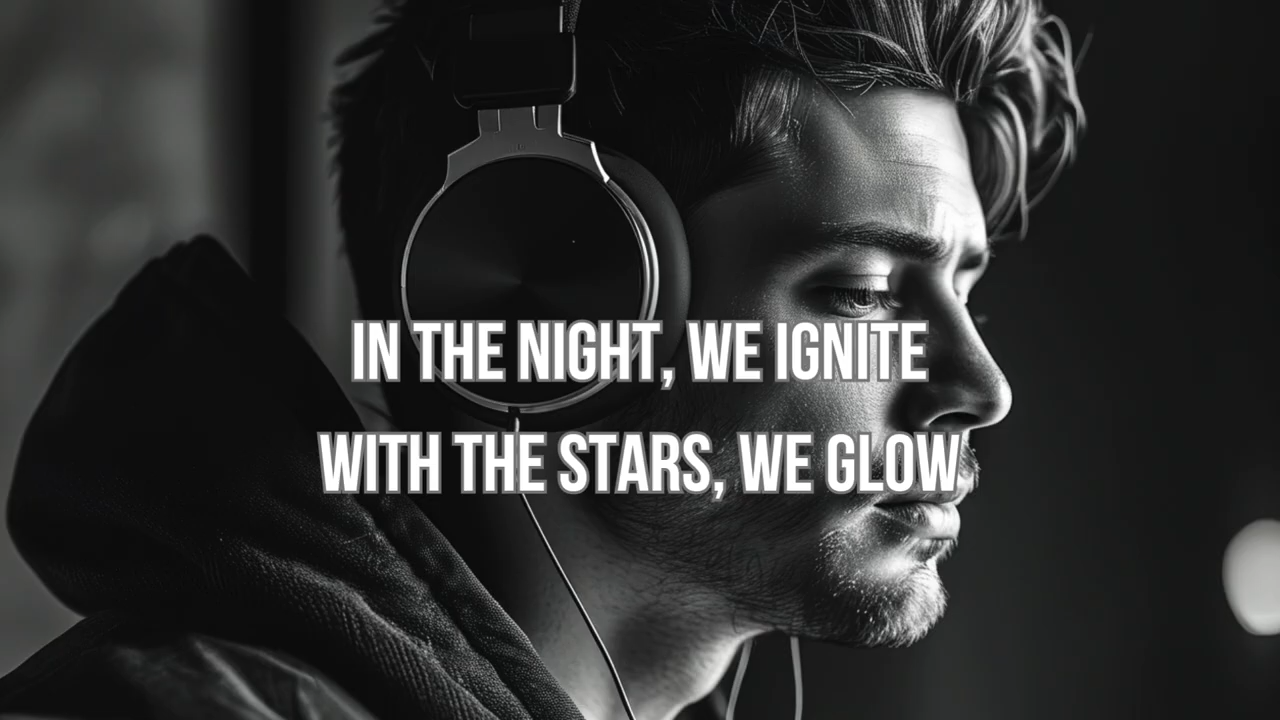 IN THE NIGHT, WE IGNITE
WITH THE STARS, WE GLOW